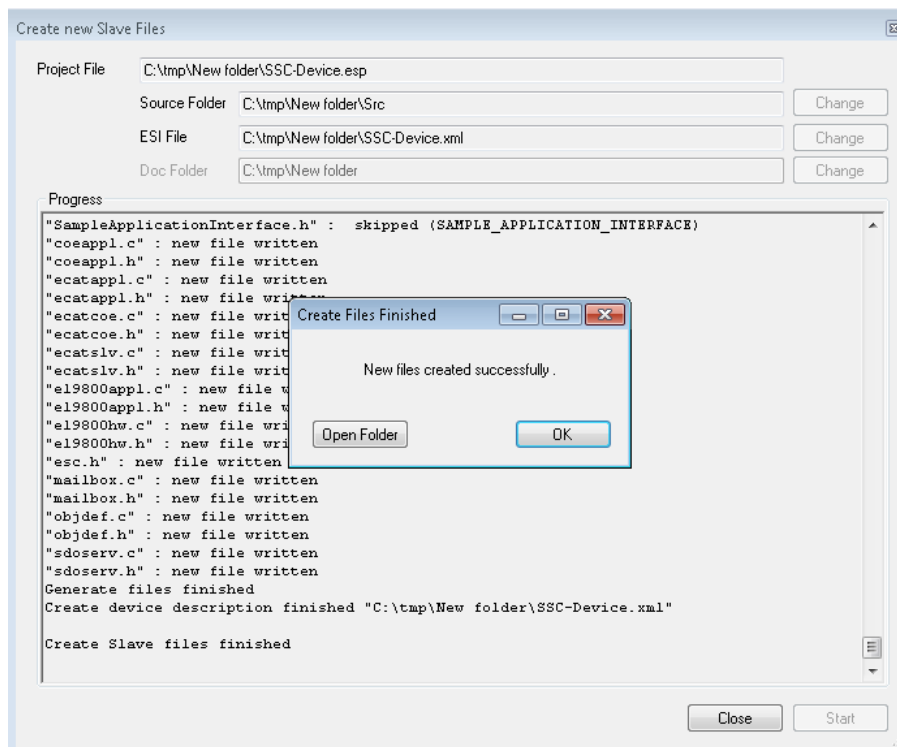 Create new Slave Files
Project File C:\tmp\New folder\SSC-Device.esp
Source Folder C:\tmp\New folder\Src Change
ESI File C:\tmp\New folder\SSC-Device.xml Change
Doc Folder C:\tmp\New folder Change
Progress
"SampleApplicationInterface.h" :  skipped (SAMPLE_APPLICATION_INTERFACE)
"coeappl.c" : new file written
"coeappl.h" : new file written
"ecatappl.c" : new file written
"ecatappl.h" : new file written
"ecatcoe.c" : new file writ
"ecatcoe.h" : new file writ
"ecatslv.c" : new file writ
"ecatslv.h" : new file writ
"el9800appl.c" : new file w
"el9800appl.h" : new file w
"el9800hw.c" : new file wri
"el9800hw.h" : new file wri
"esc.h" : new file written
"mailbox.c" : new file written
"mailbox.h" : new file written
"objdef.c" : new file written
"objdef.h" : new file written
"sdoserv.c" : new file written
"sdoserv.h" : new file written
Generate files finished
Create device description finished "C:\tmp\New folder\SSC-Device.xml"
Create Slave files finished
Create Files Finished
New files created successfully .
Open Folder OK
Close Start